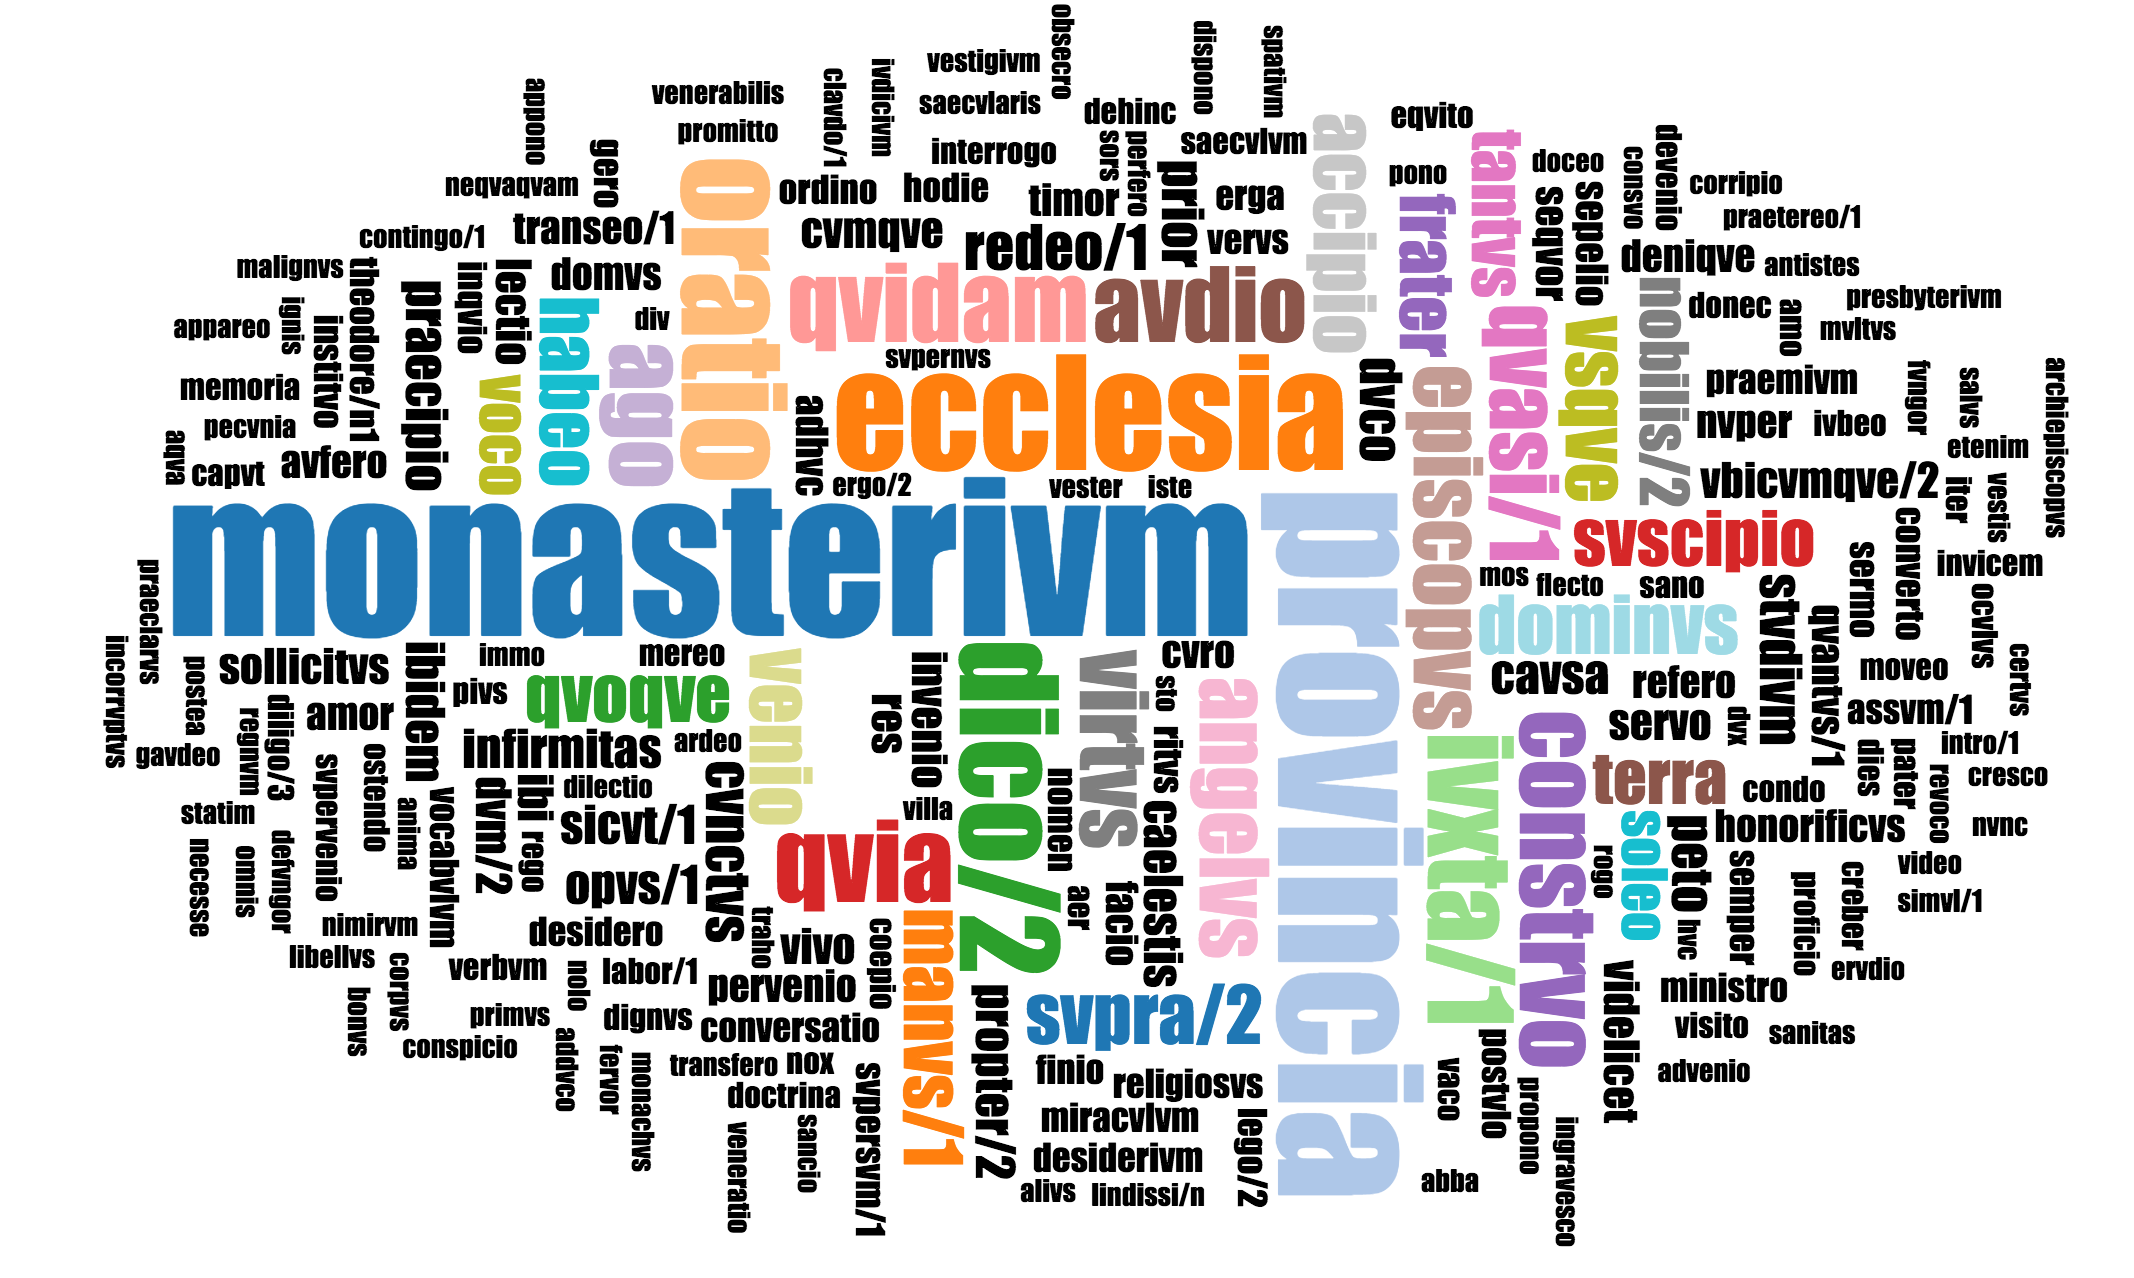 obsecro
dispono
spativm
vestigivm
ivdicivm
clavdo/1
appono
venerabilis
saecvlaris
dehinc
eqvito
promitto
interrogo
sors
perfero
saecvlvm
accipio
tantvs
doceo
consvo
devenio
gero
neqvaqvam
oratio
ordino
hodie
timor
prior
erga
pono
frater
seqvor
sepelio
corripio
praetereo/1
contingo/1
transeo/1
cvmqve
redeo/1
vervs
deniqve
antistes
malignvs
theodore/n1
inqvio
lectio
domvs
qvidam
avdio
nobilis/2
donec
amo
presbyterivm
mvltvs
appareo
ignis
institvo
praecipio
habeo
div
ago
svpernvs
ecclesia
dvco
episcopvs
qvasi/1
vsqve
praemivm
fvngor
salvs
archiepiscopvs
memoria
pecvnia
voco
adhvc
nvper
ivbeo
etenim
aqva
capvt
avfero
ergo/2
vester
iste
vbicvmqve/2
iter
vestis
monasterivm
provincia
svscipio
converto
sermo
invicem
mos
flecto
sano
stvdivm
qvantvs/1
ocvlvs
praeclarvs
incorrvptvs
postea
sollicitvs
ibidem
immo
mereo
venio
invenio
dico/2
virtvs
cvro
dominvs
cavsa
refero
moveo
certvs
pivs
qvoqve
res
sto
angelvs
servo
dvx
assvm/1
gavdeo
regnvm
diligo/3
amor
infirmitas
ardeo
ritvs
ivxta/1
constrvo
terra
condo
dies
pater
intro/1
revoco
cresco
svpervenio
ostendo
anima
vocabvlvm
dvm/2
ibi
dilectio
cvnctvs
villa
nomen
caelestis
statim
sicvt/1
rego
qvia
soleo
peto
honorificvs
nvnc
necesse
omnis
defvngor
opvs/1
aer
facio
rogo
semper
proficio
creber
video
simvl/1
nimirvm
desidero
traho
vivo
coepio
manvs/1
hvc
libellvs
corpvs
verbvm
nolo
labor/1
pervenio
propter/2
svpra/2
videlicet
ministro
ervdio
bonvs
primvs
dignvs
conversatio
visito
sanitas
conspicio
addvco
fervor
monachvs
transfero
nox
svpersvm/1
finio
religiosvs
vaco
postvlo
propono
advenio
doctrina
miracvlvm
lego/2
ingravesco
veneratio
sancio
desiderivm
alivs
lindissi/n
abba